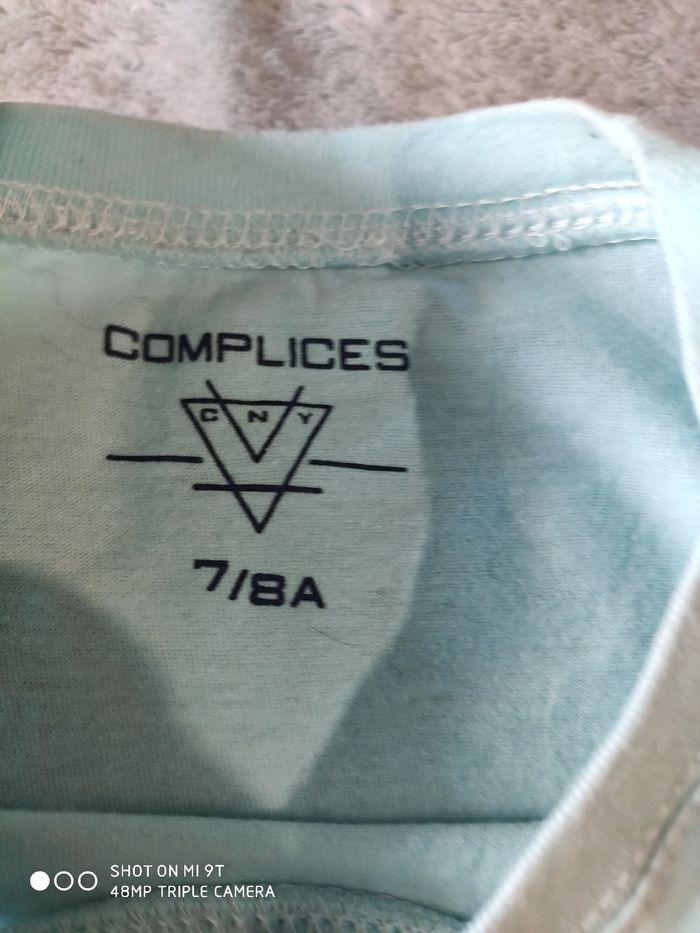 COMPLICES
C N Y
7/8A
SHOT ON MI 9T
48MP TRIPLE CAMERA